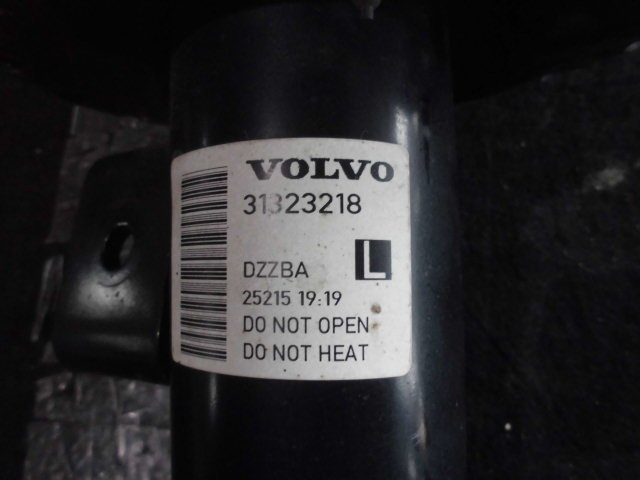 VOLVO
31323218
DZZBA L
25215 19:19
DO NOT OPEN
DO NOT HEAT